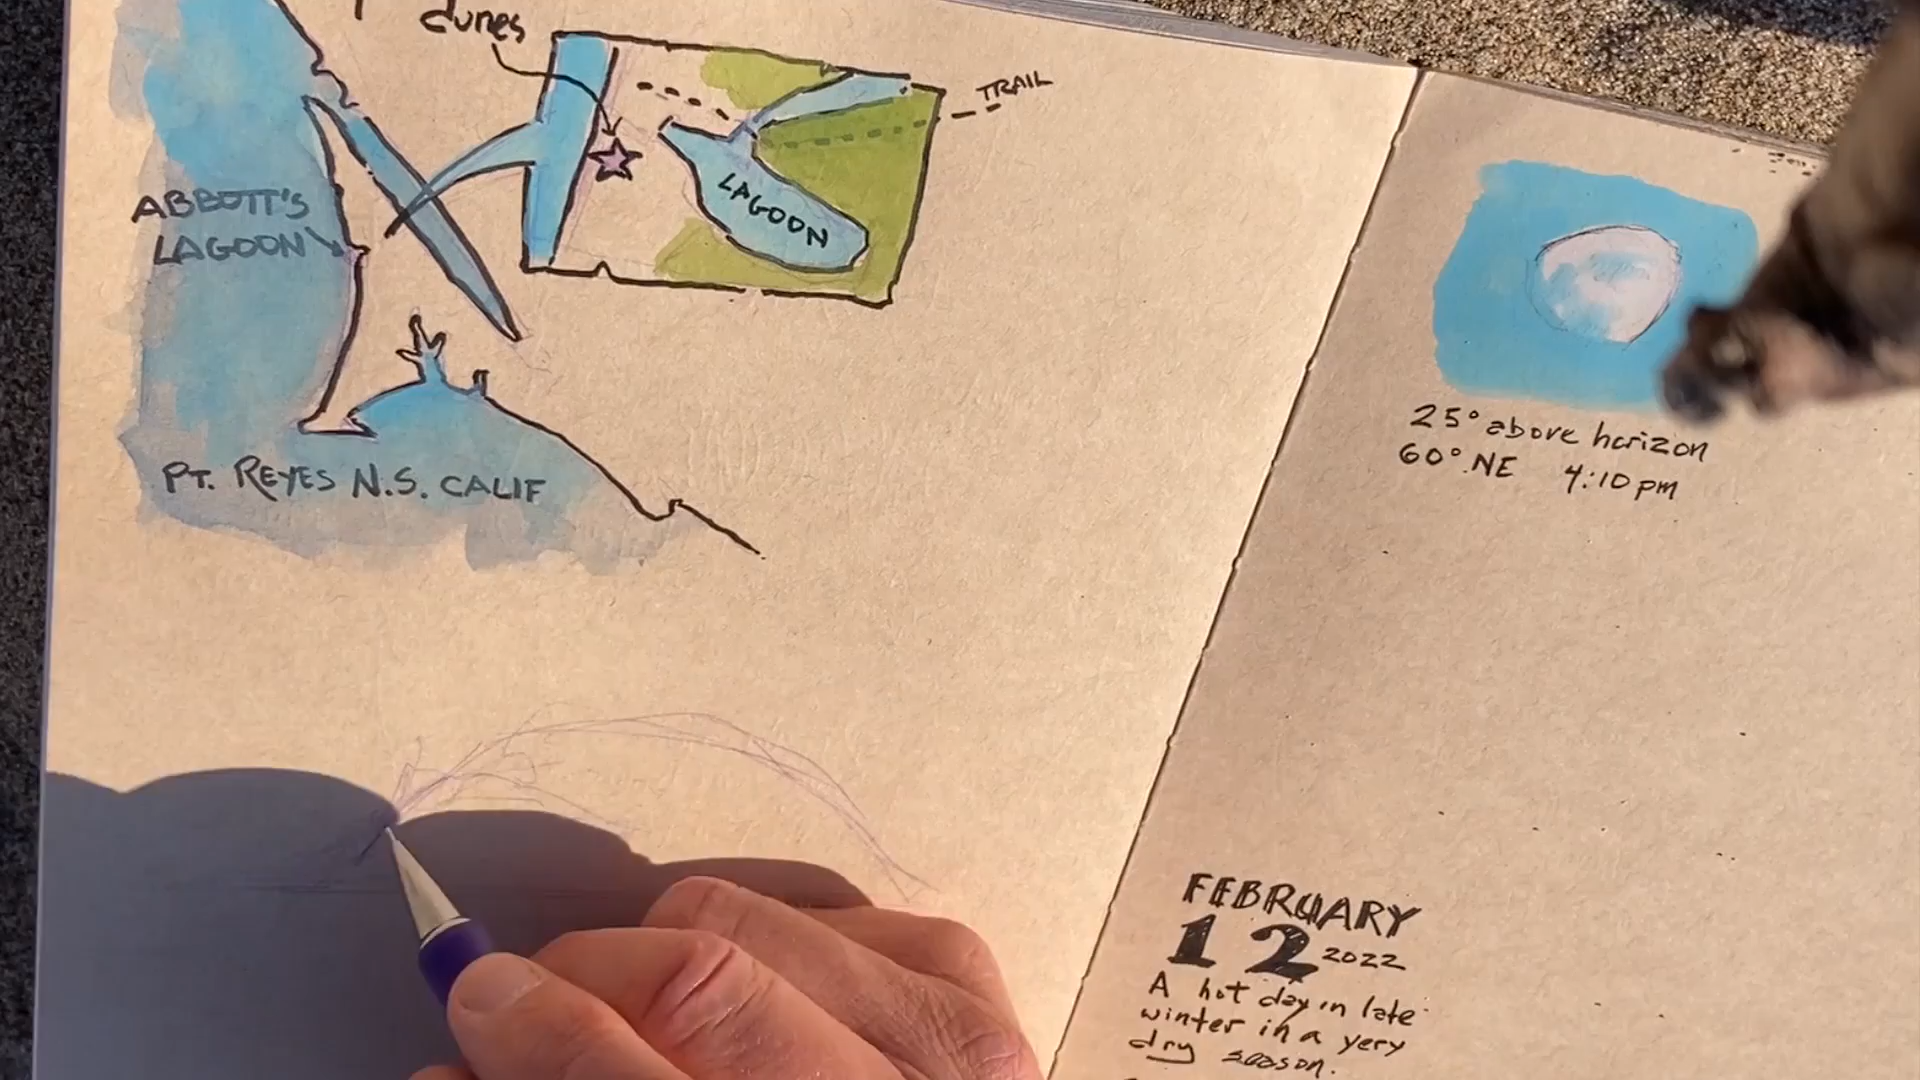 dunes
TRAIL
LAGOON
ABBOTT'S
LAGOON
PT. REYES N.S. CALIF
25° above horizon
60° NE 4:10 pm
FEBRUARY
12 2022
A hot day in late
winter in a very
dry season.